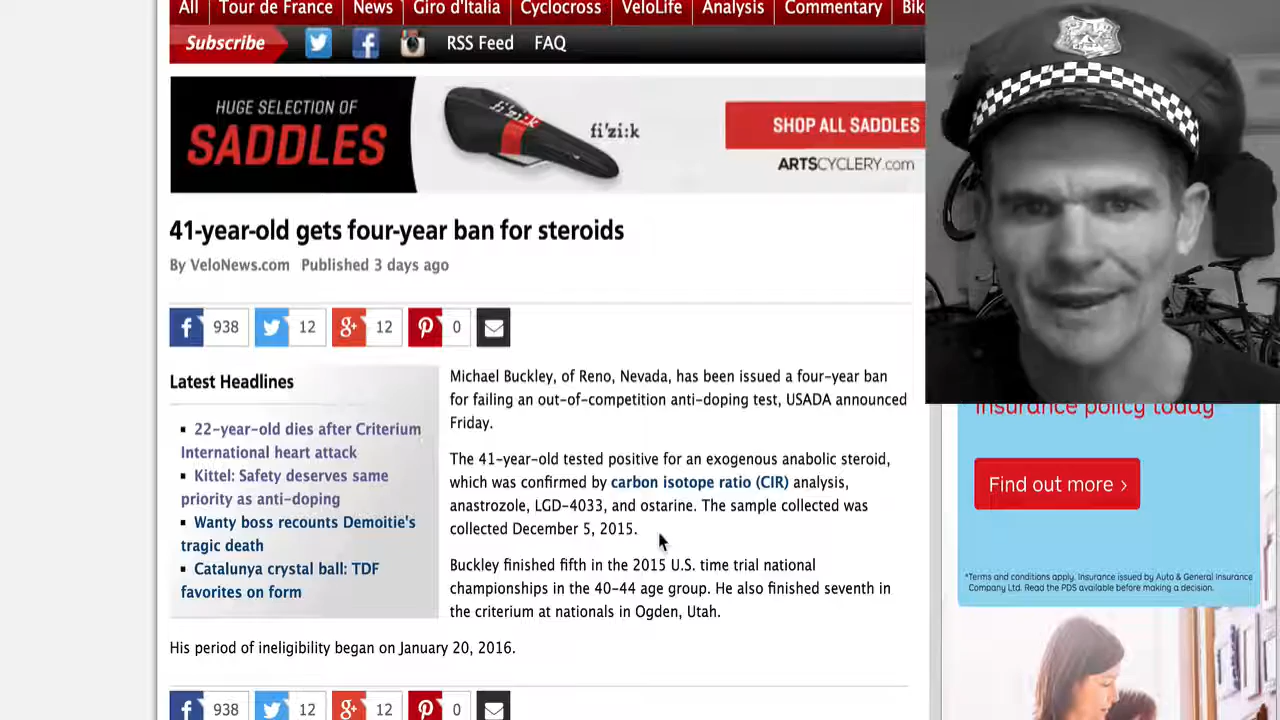 All
Tour de France
News
Giro d'Italia
Cyclocross
VeloLife
Analysis
Commentary
Bik
Subscribe
RSS Feed
FAQ
HUGE SELECTION OF
SADDLES
fi'zi:k
fi'zi:k
SHOP ALL SADDLES
ARTSCYCLERY.com
41-year-old gets four-year ban for steroids
By VeloNews.com Published 3 days ago
938
12
12
0
Latest Headlines
22-year-old dies after Criterium
International heart attack
Kittel: Safety deserves same
priority as anti-doping
Wanty boss recounts Demoitie's
tragic death
Catalunya crystal ball: TDF
favorites on form
Michael Buckley, of Reno, Nevada, has been issued a four-year ban
for failing an out-of-competition anti-doping test, USADA announced
Friday.
The 41-year-old tested positive for an exogenous anabolic steroid,
which was confirmed by carbon isotope ratio (CIR) analysis,
anastrozole, LGD-4033, and ostarine. The sample collected was
collected December 5, 2015.
Buckley finished fifth in the 2015 U.S. time trial national
championships in the 40-44 age group. He also finished seventh in
the criterium at nationals in Ogden, Utah.
His period of ineligibility began on January 20, 2016.
938
12
12
0
insurance policy today
Find out more ›
*Terms and conditions apply. Insurance issued by Auto & General Insurance
Company Ltd. Read the PDS available before making a decision.